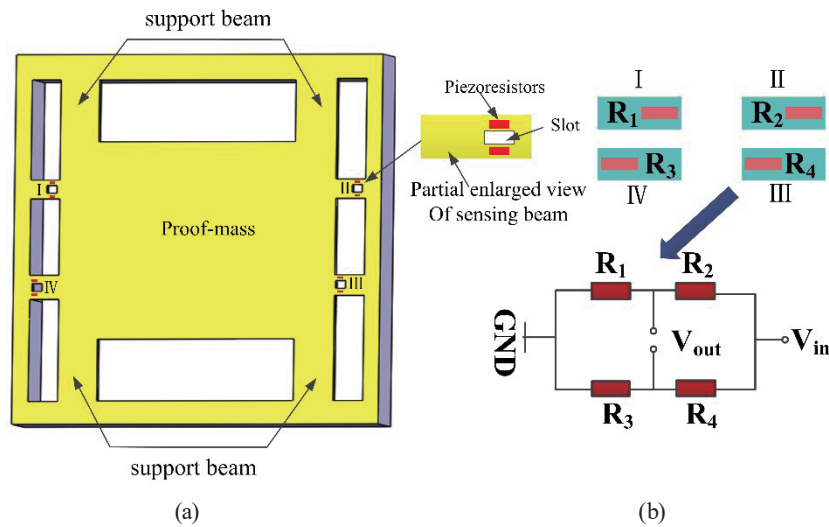 support beam
I
II
III
IV
Proof-mass
support beam
(a)
Piezoresistors
Slot
Partial enlarged view
Of sensing beam
I
II
R1
R2
R3
R4
IV
III
R1
R2
GND
Vout
Vin
R3
R4
(b)